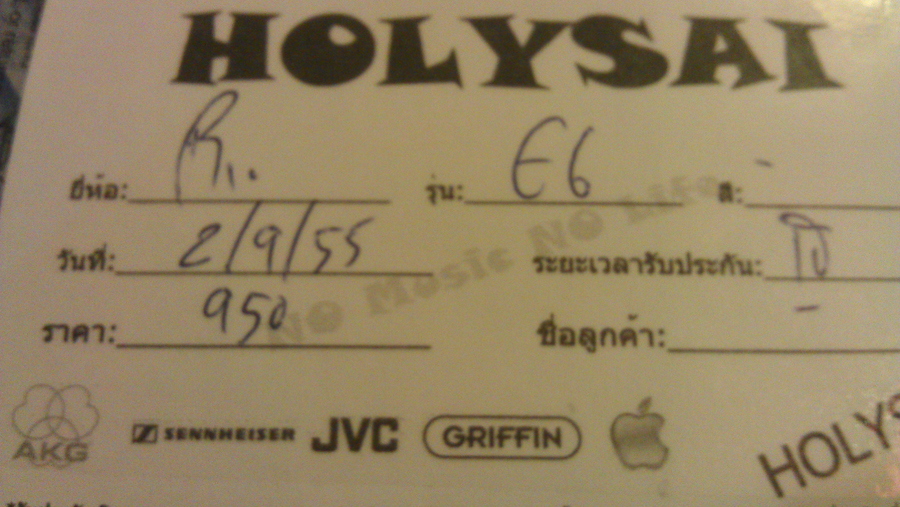 HOLYSAI
ยี่ห้อ: รุ่น: E6 สี: -
วันที่: 2/9/55 ระยะเวลารับประกัน:
ราคา: 950 ชื่อลูกค้า: -
NO Mosic NO Life
AKG SENNHEISER JVC GRIFFIN